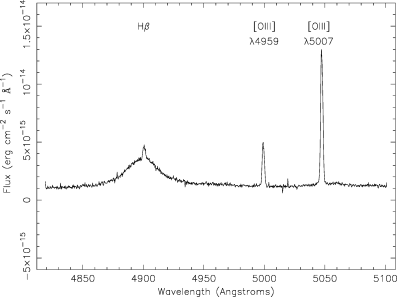 Hβ [OIII] [OIII]
λ4959 λ5007
1.5×10⁻¹⁴
10⁻¹⁴
5×10⁻¹⁵
0
−5×10⁻¹⁵
Flux (erg cm⁻² s⁻¹ Å⁻¹)
4850 4900 4950 5000 5050 5100
Wavelength (Angstroms)